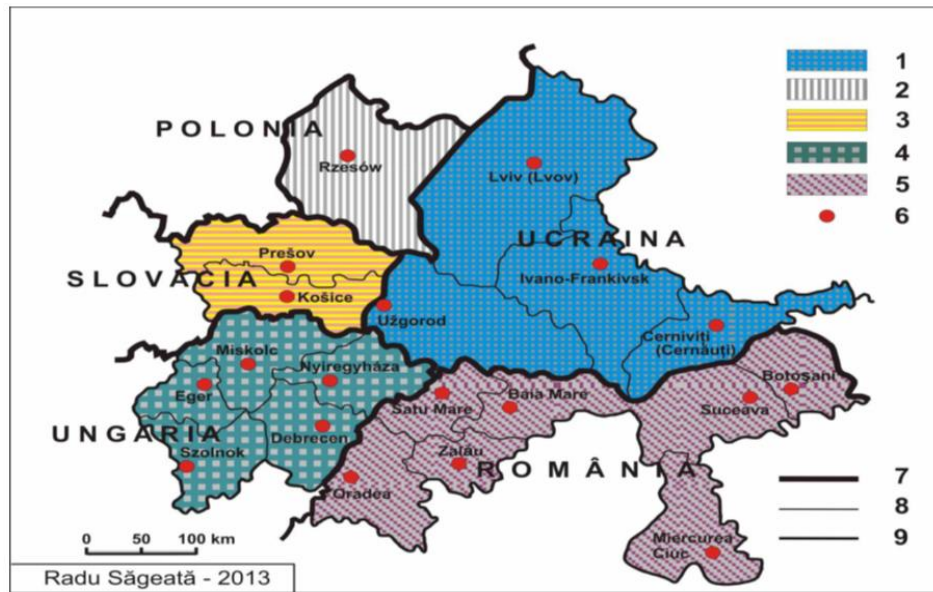 1
2
POLONIA
3
Rzesów
4
Lviv (Lvov)
5
6
UCRAINA
Prešov
SLOVACIA
Ivano-Frankivsk
Košice
Užgorod
Cerniviți
(Cernăuți)
Miskolc
Nyiregyháza
Botoșani
Eger
Satu Mare
Baia Mare
Suceava
UNGARIA
Debrecen
Szolnok
Zalău
ROMÂNIA
Oradea
7
8
0 50 100 km
Miercurea
Ciuc
9
Radu Săgeată - 2013